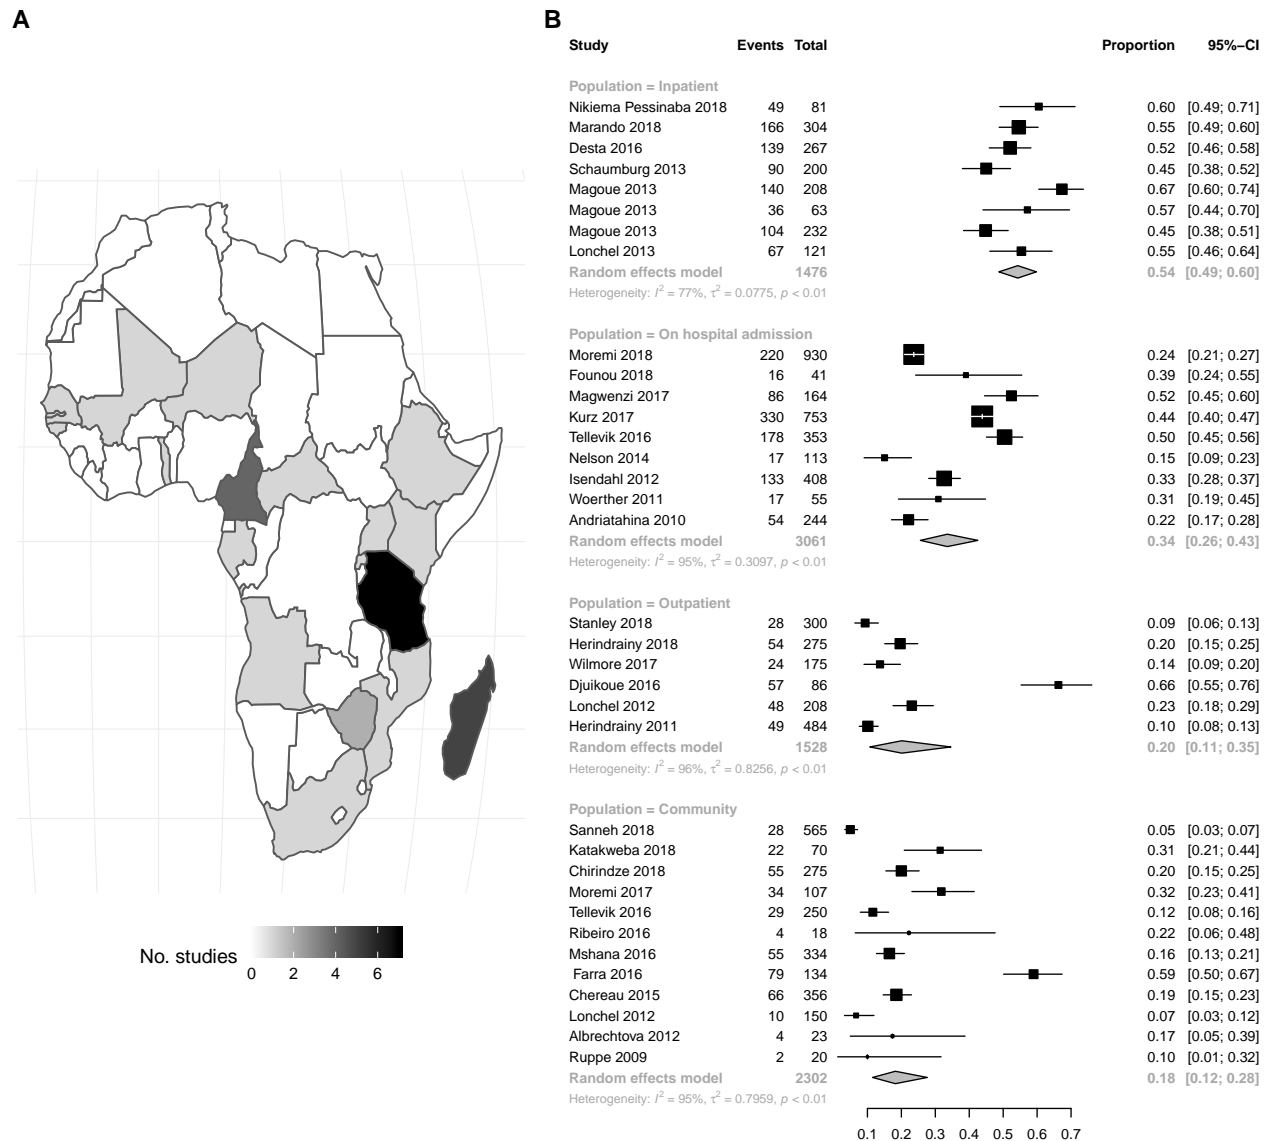 A
No. studies
0 2 4 6
B
Study Events Total Proportion 95%–CI
Population = Inpatient
Nikiema Pessinaba 2018 49 81 0.60 [0.49; 0.71]
Marando 2018 166 304 0.55 [0.49; 0.60]
Desta 2016 139 267 0.52 [0.46; 0.58]
Schaumburg 2013 90 200 0.45 [0.38; 0.52]
Magoue 2013 140 208 0.67 [0.60; 0.74]
Magoue 2013 36 63 0.57 [0.44; 0.70]
Magoue 2013 104 232 0.45 [0.38; 0.51]
Lonchel 2013 67 121 0.55 [0.46; 0.64]
Random effects model 1476 0.54 [0.49; 0.60]
Heterogeneity: I² = 77%, τ² = 0.0775, p < 0.01
Population = On hospital admission
Moremi 2018 220 930 0.24 [0.21; 0.27]
Founou 2018 16 41 0.39 [0.24; 0.55]
Magwenzi 2017 86 164 0.52 [0.45; 0.60]
Kurz 2017 330 753 0.44 [0.40; 0.47]
Tellevik 2016 178 353 0.50 [0.45; 0.56]
Nelson 2014 17 113 0.15 [0.09; 0.23]
Isendahl 2012 133 408 0.33 [0.28; 0.37]
Woerther 2011 17 55 0.31 [0.19; 0.45]
Andriatahina 2010 54 244 0.22 [0.17; 0.28]
Random effects model 3061 0.34 [0.26; 0.43]
Heterogeneity: I² = 95%, τ² = 0.3097, p < 0.01
Population = Outpatient
Stanley 2018 28 300 0.09 [0.06; 0.13]
Herindrainy 2018 54 275 0.20 [0.15; 0.25]
Wilmore 2017 24 175 0.14 [0.09; 0.20]
Djuikoue 2016 57 86 0.66 [0.55; 0.76]
Lonchel 2012 48 208 0.23 [0.18; 0.29]
Herindrainy 2011 49 484 0.10 [0.08; 0.13]
Random effects model 1528 0.20 [0.11; 0.35]
Heterogeneity: I² = 96%, τ² = 0.8256, p < 0.01
Population = Community
Sanneh 2018 28 565 0.05 [0.03; 0.07]
Katakweba 2018 22 70 0.31 [0.21; 0.44]
Chirindze 2018 55 275 0.20 [0.15; 0.25]
Moremi 2017 34 107 0.32 [0.23; 0.41]
Tellevik 2016 29 250 0.12 [0.08; 0.16]
Ribeiro 2016 4 18 0.22 [0.06; 0.48]
Mshana 2016 55 334 0.16 [0.13; 0.21]
Farra 2016 79 134 0.59 [0.50; 0.67]
Chereau 2015 66 356 0.19 [0.15; 0.23]
Lonchel 2012 10 150 0.07 [0.03; 0.12]
Albrechtova 2012 4 23 0.17 [0.05; 0.39]
Ruppe 2009 2 20 0.10 [0.01; 0.32]
Random effects model 2302 0.18 [0.12; 0.28]
Heterogeneity: I² = 95%, τ² = 0.7959, p < 0.01
0.1 0.2 0.3 0.4 0.5 0.6 0.7